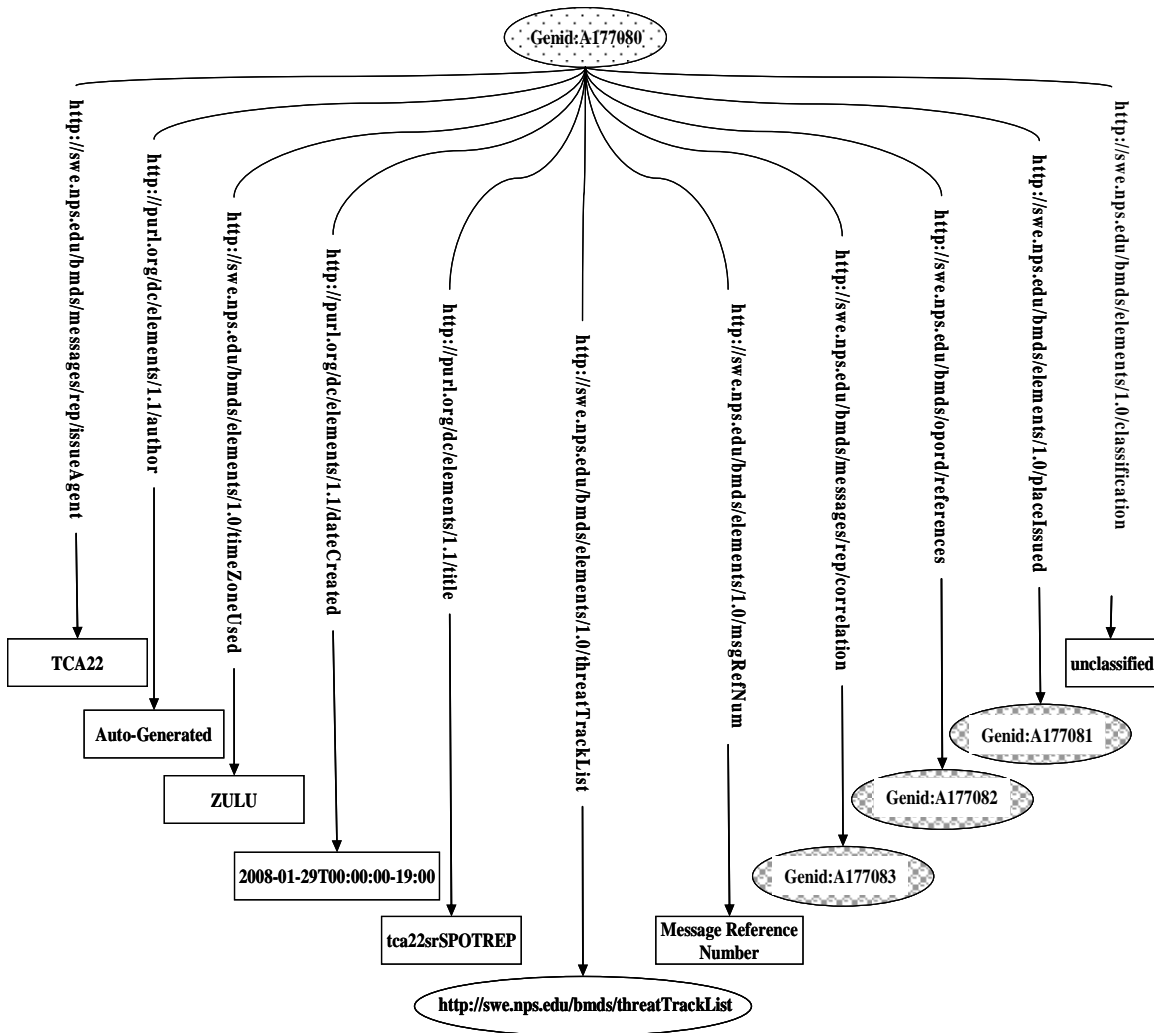 Genid:A177080
http://swe.nps.edu/bmds/messages/rep/issueAgent
http://purl.org/dc/elements/1.1/author
http://swe.nps.edu/bmds/elements/1.0/timeZoneUsed
http://purl.org/dc/elements/1.1/dateCreated
http://purl.org/dc/elements/1.1/title
http://swe.nps.edu/bmds/elements/1.0/threatTrackList
http://swe.nps.edu/bmds/elements/1.0/msgRefNum
http://swe.nps.edu/bmds/messages/rep/correlation
http://swe.nps.edu/bmds/opord/references
http://swe.nps.edu/bmds/elements/1.0/placeIssued
http://swe.nps.edu/bmds/elements/1.0/classification
TCA22
Auto-Generated
ZULU
2008-01-29T00:00:00-19:00
tca22srSPOTREP
http://swe.nps.edu/bmds/threatTrackList
Message Reference
Number
Genid:A177083
Genid:A177082
Genid:A177081
unclassified